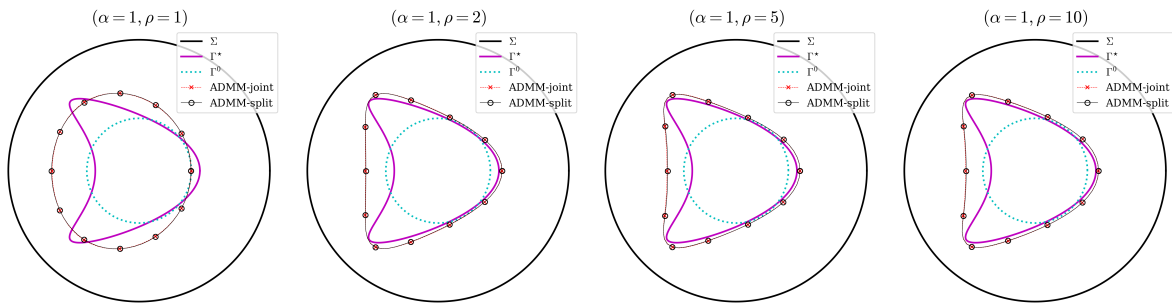 (α = 1, ρ = 1)
Σ
Γ⋆
Γ⁰
ADMM-joint
ADMM-split
(α = 1, ρ = 2)
Σ
Γ⋆
Γ⁰
ADMM-joint
ADMM-split
(α = 1, ρ = 5)
Σ
Γ⋆
Γ⁰
ADMM-joint
ADMM-split
(α = 1, ρ = 10)
Σ
Γ⋆
Γ⁰
ADMM-joint
ADMM-split